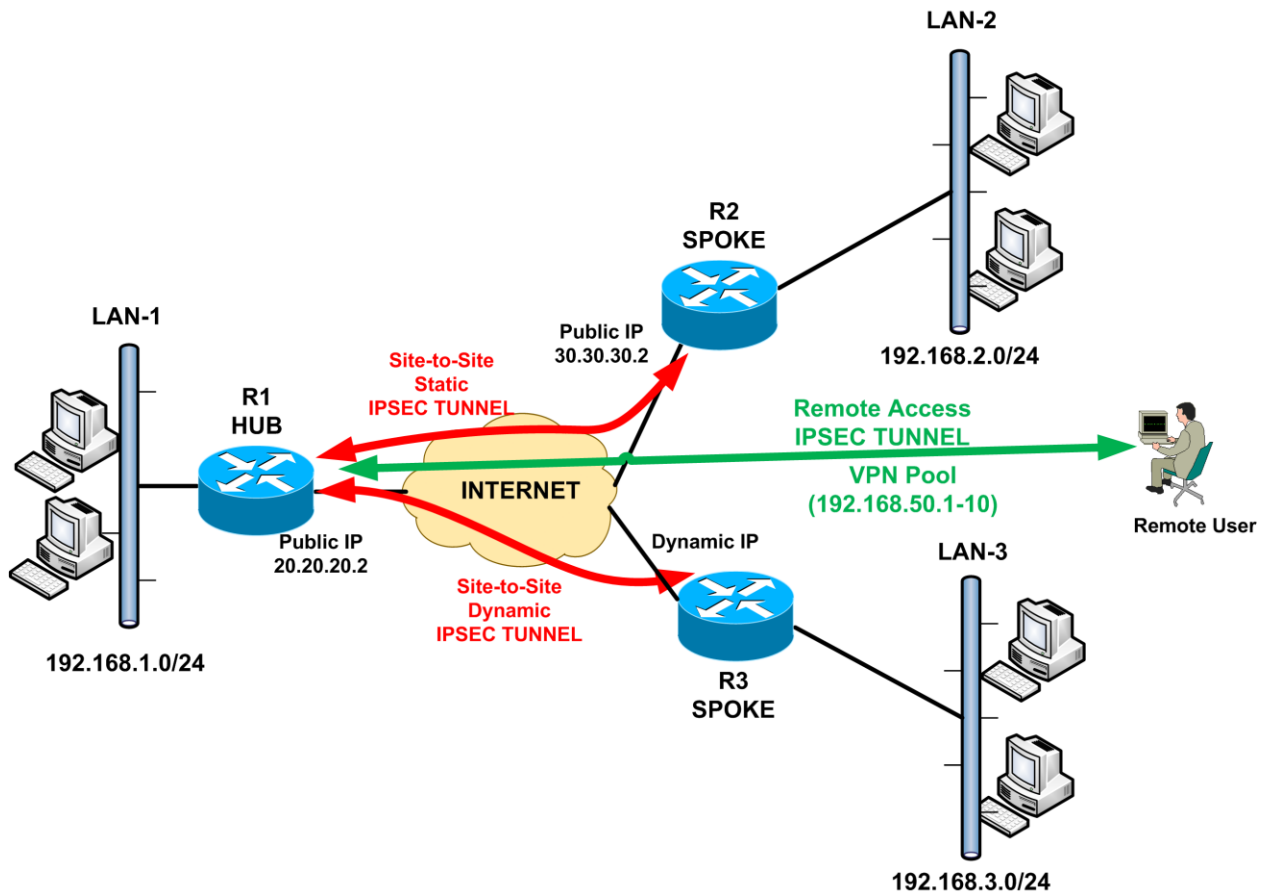 LAN-2
R2
SPOKE
LAN-1
Public IP
30.30.30.2
192.168.2.0/24
Site-to-Site
Static
IPSEC TUNNEL
R1
HUB
Remote Access
IPSEC TUNNEL
INTERNET
VPN Pool
(192.168.50.1-10)
Remote User
Public IP
20.20.20.2
Dynamic IP
LAN-3
Site-to-Site
Dynamic
IPSEC TUNNEL
192.168.1.0/24
R3
SPOKE
192.168.3.0/24